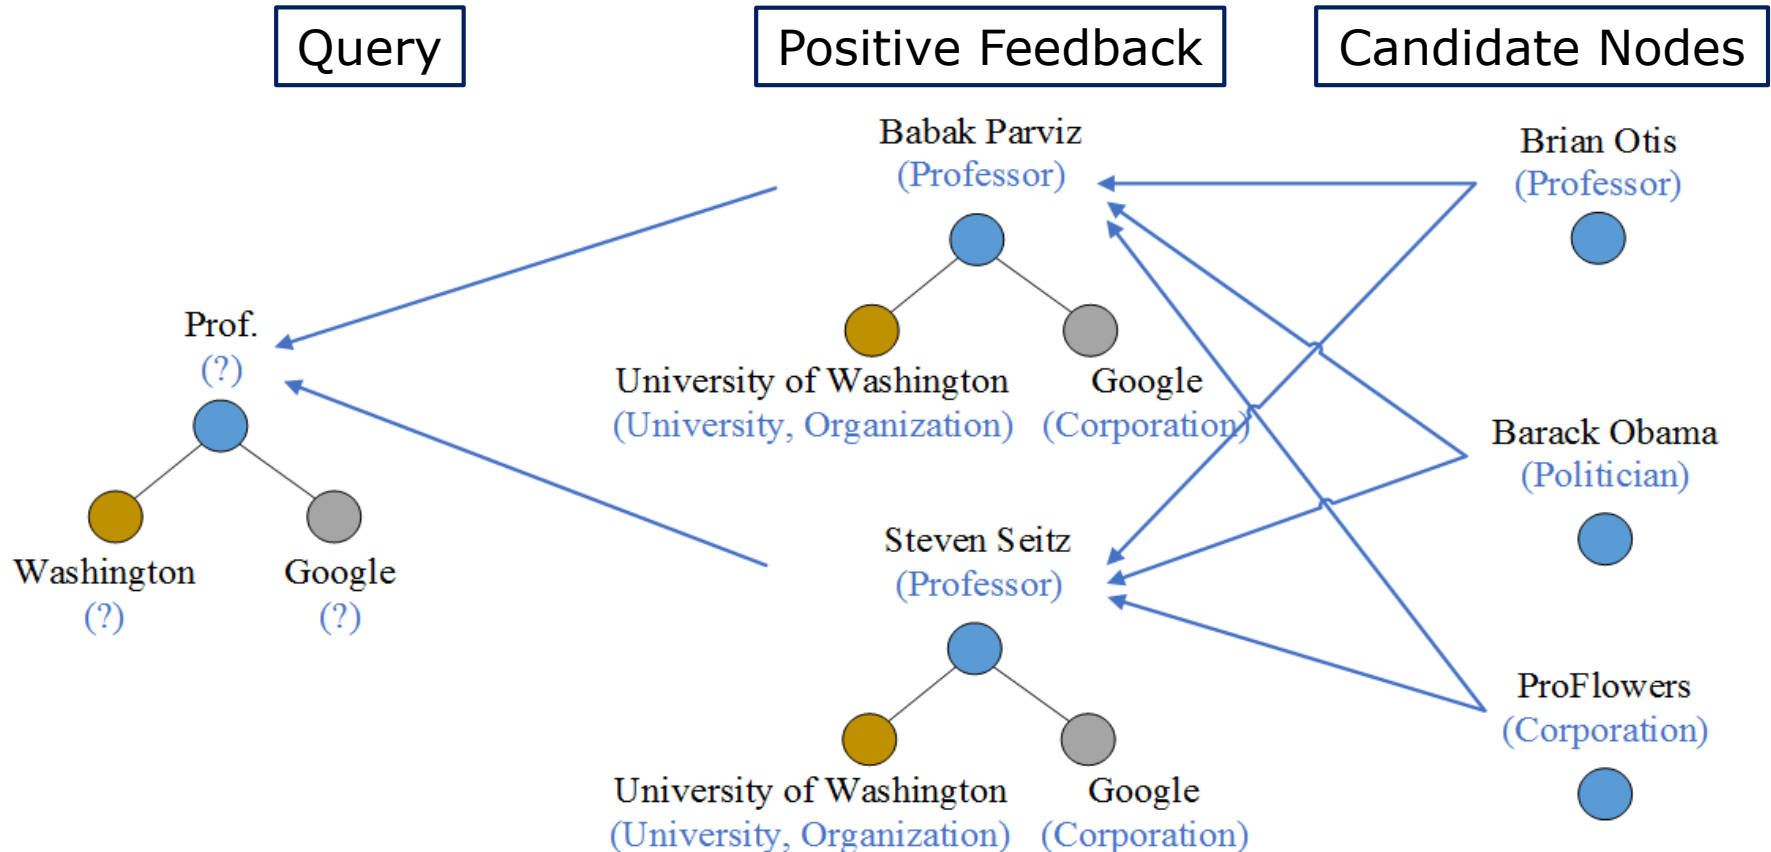 Query
Positive Feedback
Candidate Nodes
Prof.
(?)
Washington
(?)
Google
(?)
Babak Parviz
(Professor)
University of Washington
(University, Organization)
Google
(Corporation)
Steven Seitz
(Professor)
University of Washington
(University, Organization)
Google
(Corporation)
Brian Otis
(Professor)
Barack Obama
(Politician)
ProFlowers
(Corporation)